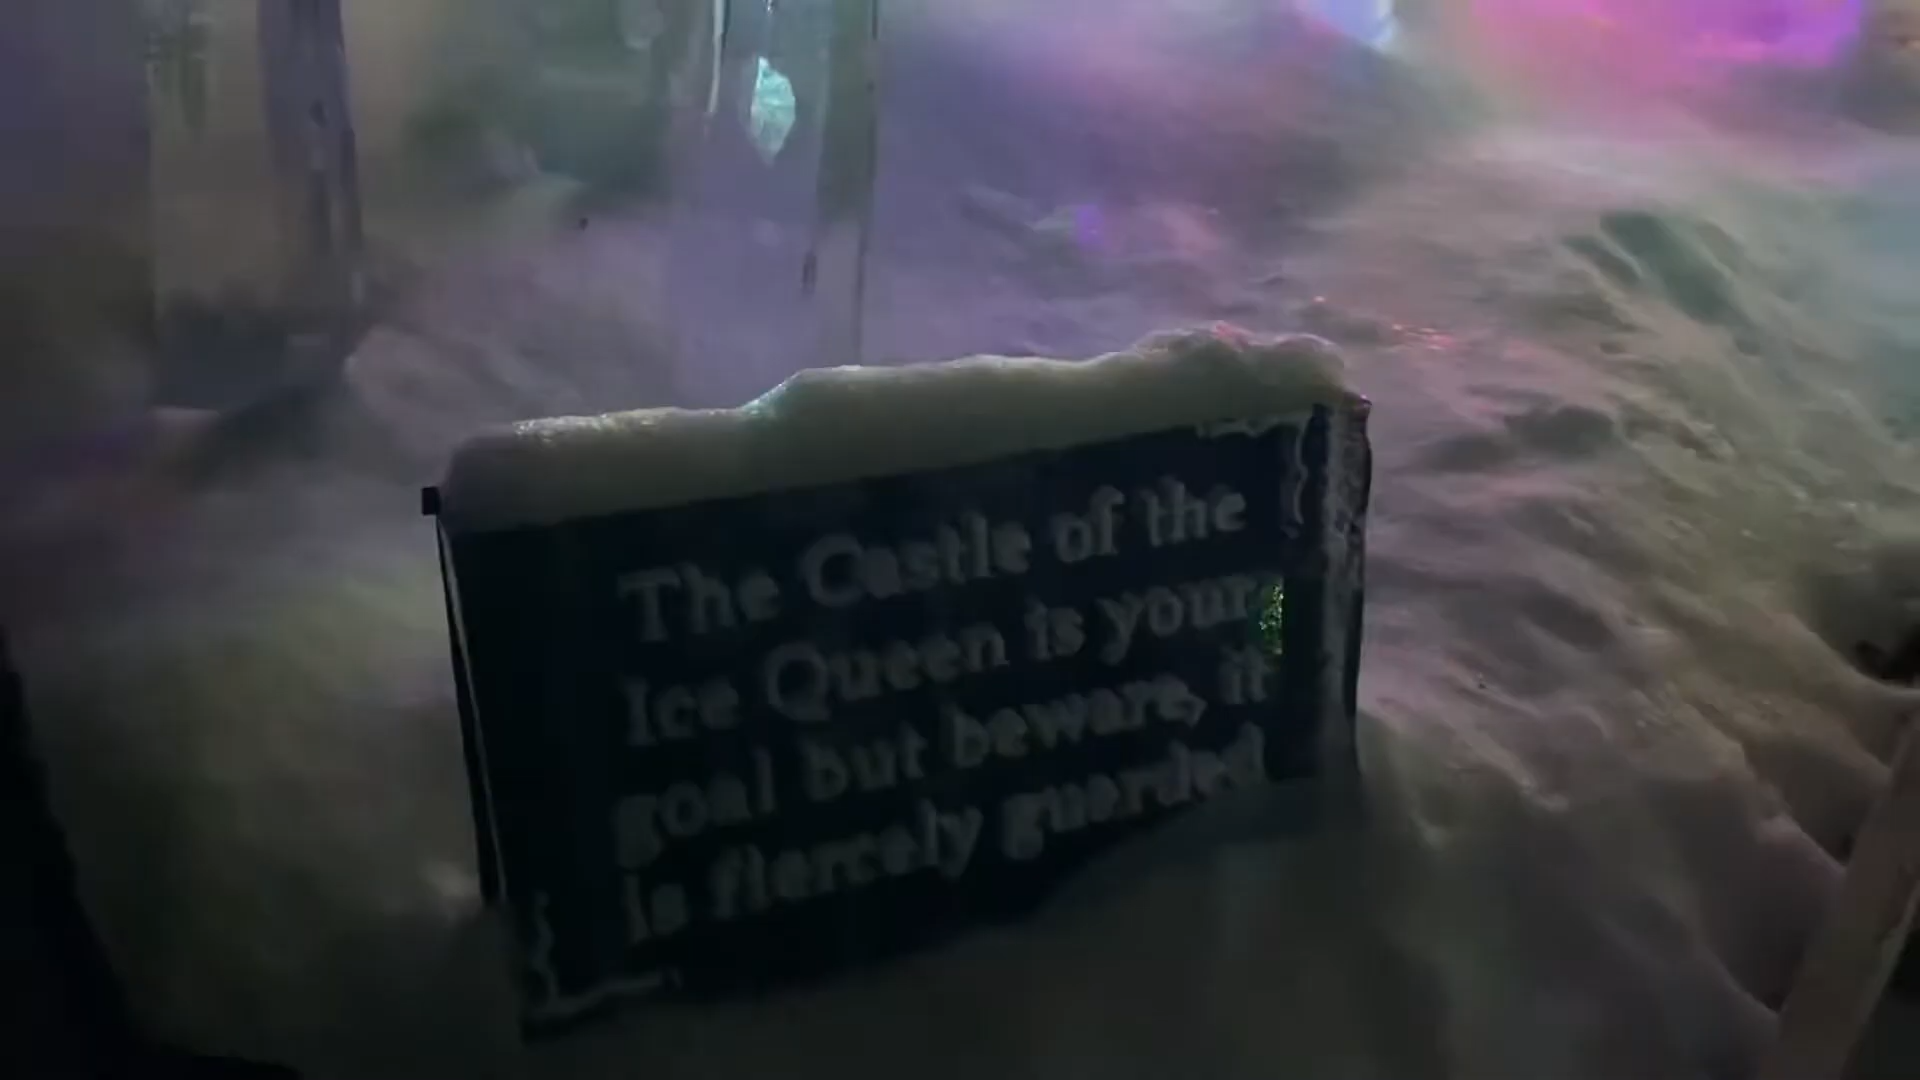 The Castle of the
Ice Queen is your
goal but beware, it
is fiercely guarded